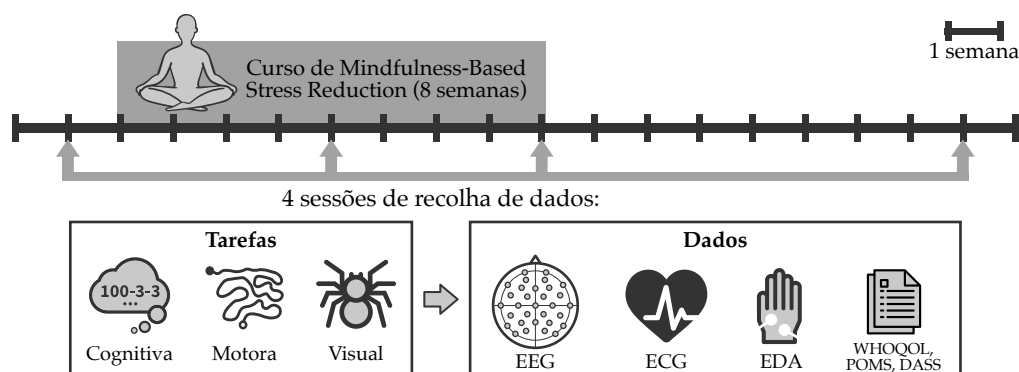 1 semana
Curso de Mindfulness-Based
Stress Reduction (8 semanas)
4 sessões de recolha de dados:
Tarefas
100-3-3
...
Cognitiva
Motora
Visual
Dados
EEG
ECG
EDA
WHOQOL,
POMS, DASS